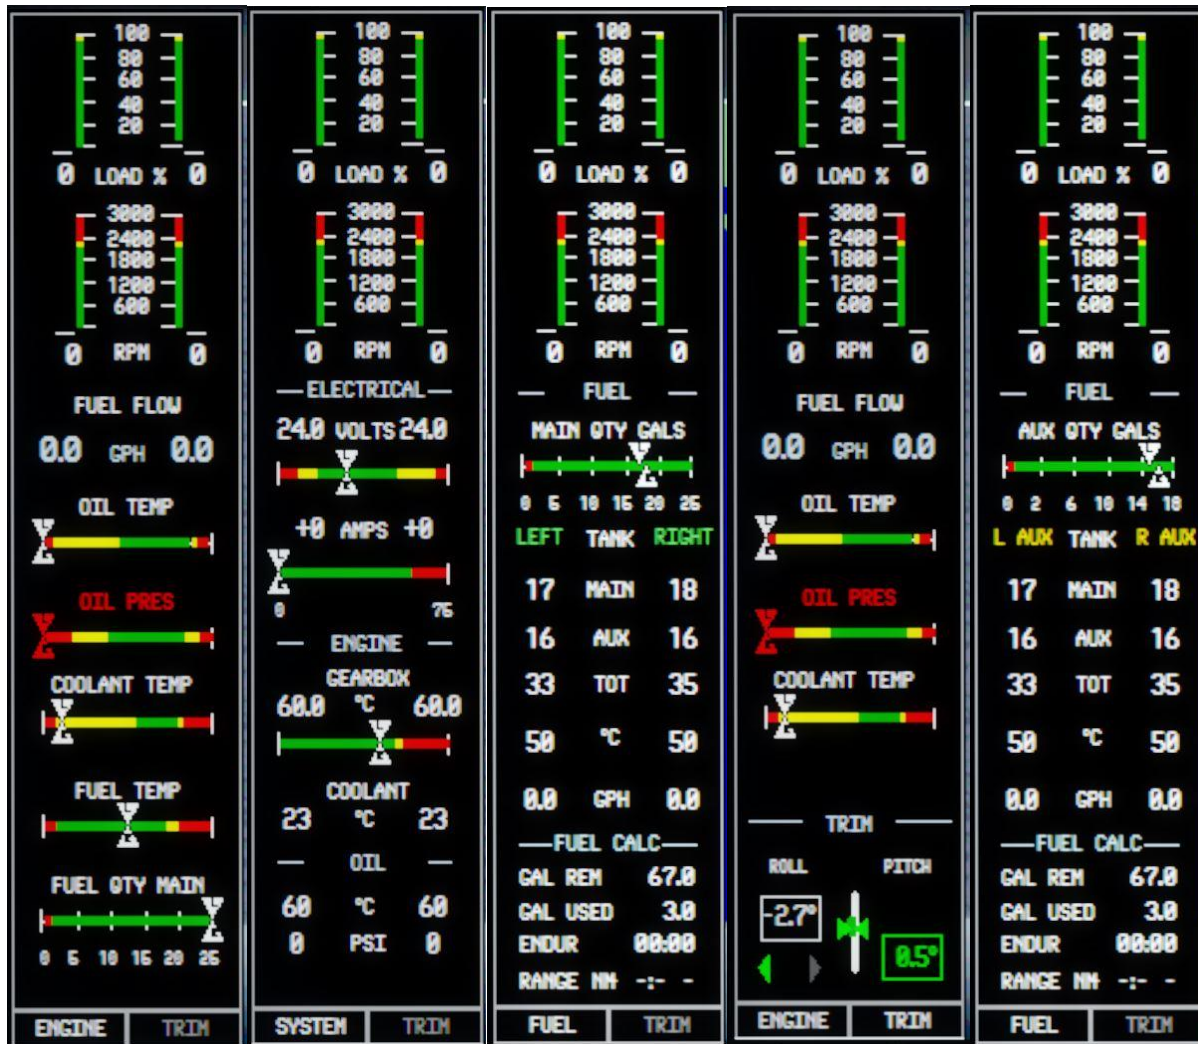 100
80
60
40
20
0 LOAD % 0
3000
2400
1800
1200
600
0 RPM 0
FUEL FLOW
0.0 GPH 0.0
OIL TEMP
OIL PRES
COOLANT TEMP
FUEL TEMP
FUEL QTY MAIN
0 5 10 15 20 25
ENGINE TRIM
100
80
60
40
20
0 LOAD % 0
3000
2400
1800
1200
600
0 RPM 0
ELECTRICAL
24.0 VOLTS 24.0
+0 AMPS +0
0 75
ENGINE
GEARBOX
60.0 °C 60.0
COOLANT
23 °C 23
OIL
60 °C 60
0 PSI 0
SYSTEM TRIM
100
80
60
40
20
0 LOAD % 0
3000
2400
1800
1200
600
0 RPM 0
FUEL
MAIN QTY GALS
0 5 10 15 20 25
LEFT TANK RIGHT
17 MAIN 18
16 AUX 16
33 TOT 35
50 °C 50
0.0 GPH 0.0
FUEL CALC
GAL REM 67.0
GAL USED 3.0
ENDUR 00:00
RANGE NM -:- -
FUEL TRIM
100
80
60
40
20
0 LOAD % 0
3000
2400
1800
1200
600
0 RPM 0
FUEL FLOW
0.0 GPH 0.0
OIL TEMP
OIL PRES
COOLANT TEMP
TRIM
ROLL PITCH
-2.7°
0.5°
ENGINE TRIM
100
80
60
40
20
0 LOAD % 0
3000
2400
1800
1200
600
0 RPM 0
FUEL
AUX QTY GALS
0 2 6 10 14 18
L AUX TANK R AUX
17 MAIN 18
16 AUX 16
33 TOT 35
50 °C 50
0.0 GPH 0.0
FUEL CALC
GAL REM 67.0
GAL USED 3.0
ENDUR 00:00
RANGE NM -:- -
FUEL TRIM